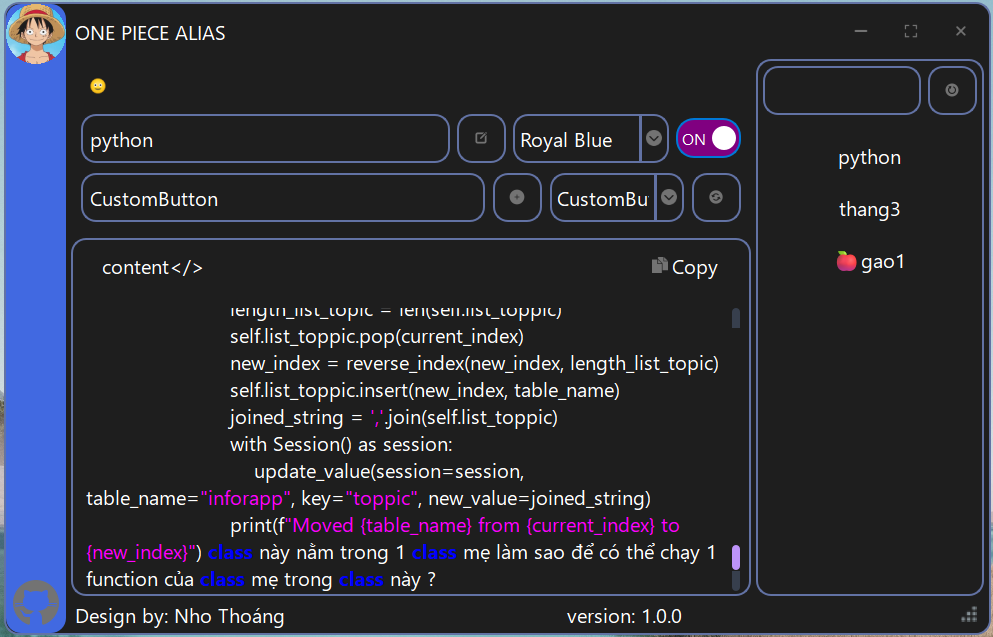 ONE PIECE ALIAS
python
Royal Blue
ON
CustomButton
CustomBu
content</>
Copy
length_list_topic = len(self.list_toppic)
self.list_toppic.pop(current_index)
new_index = reverse_index(new_index, length_list_topic)
self.list_toppic.insert(new_index, table_name)
joined_string = ','.join(self.list_toppic)
with Session() as session:
update_value(session=session,
table_name="inforapp", key="toppic", new_value=joined_string)
print(f"Moved {table_name} from {current_index} to
{new_index}") class này nằm trong 1 class mẹ làm sao để có thể chạy 1
function của class mẹ trong class này ?
python
thang3
gao1
Design by: Nho Thoáng
version: 1.0.0